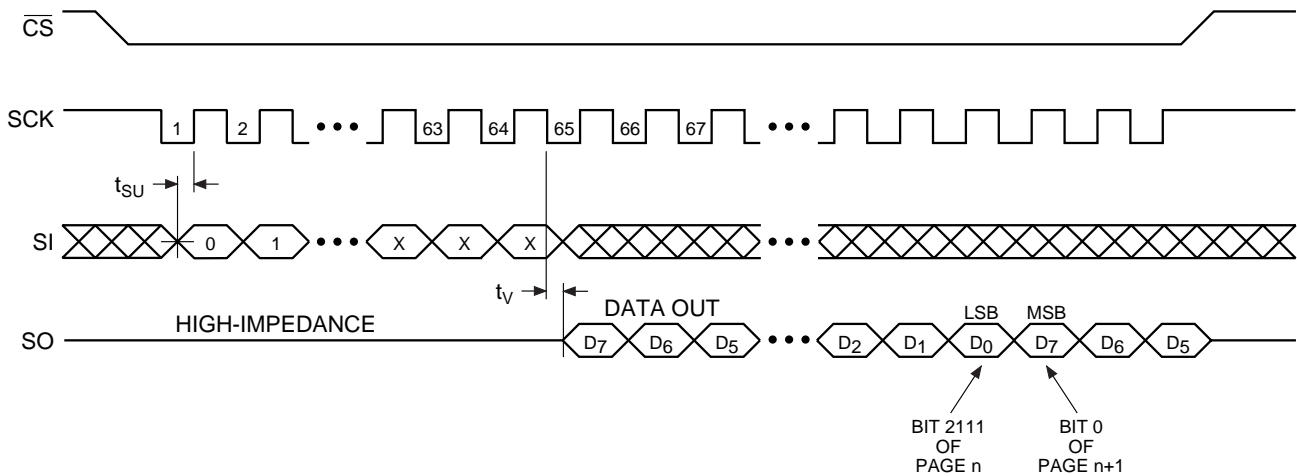 CS
SCK
1 2 63 64 65 66 67
tSU
SI
0 1 X X X
tV
DATA OUT
HIGH-IMPEDANCE
LSB MSB
SO
D7 D6 D5 D2 D1 D0 D7 D6 D5
BIT 2111
OF
PAGE n
BIT 0
OF
PAGE n+1